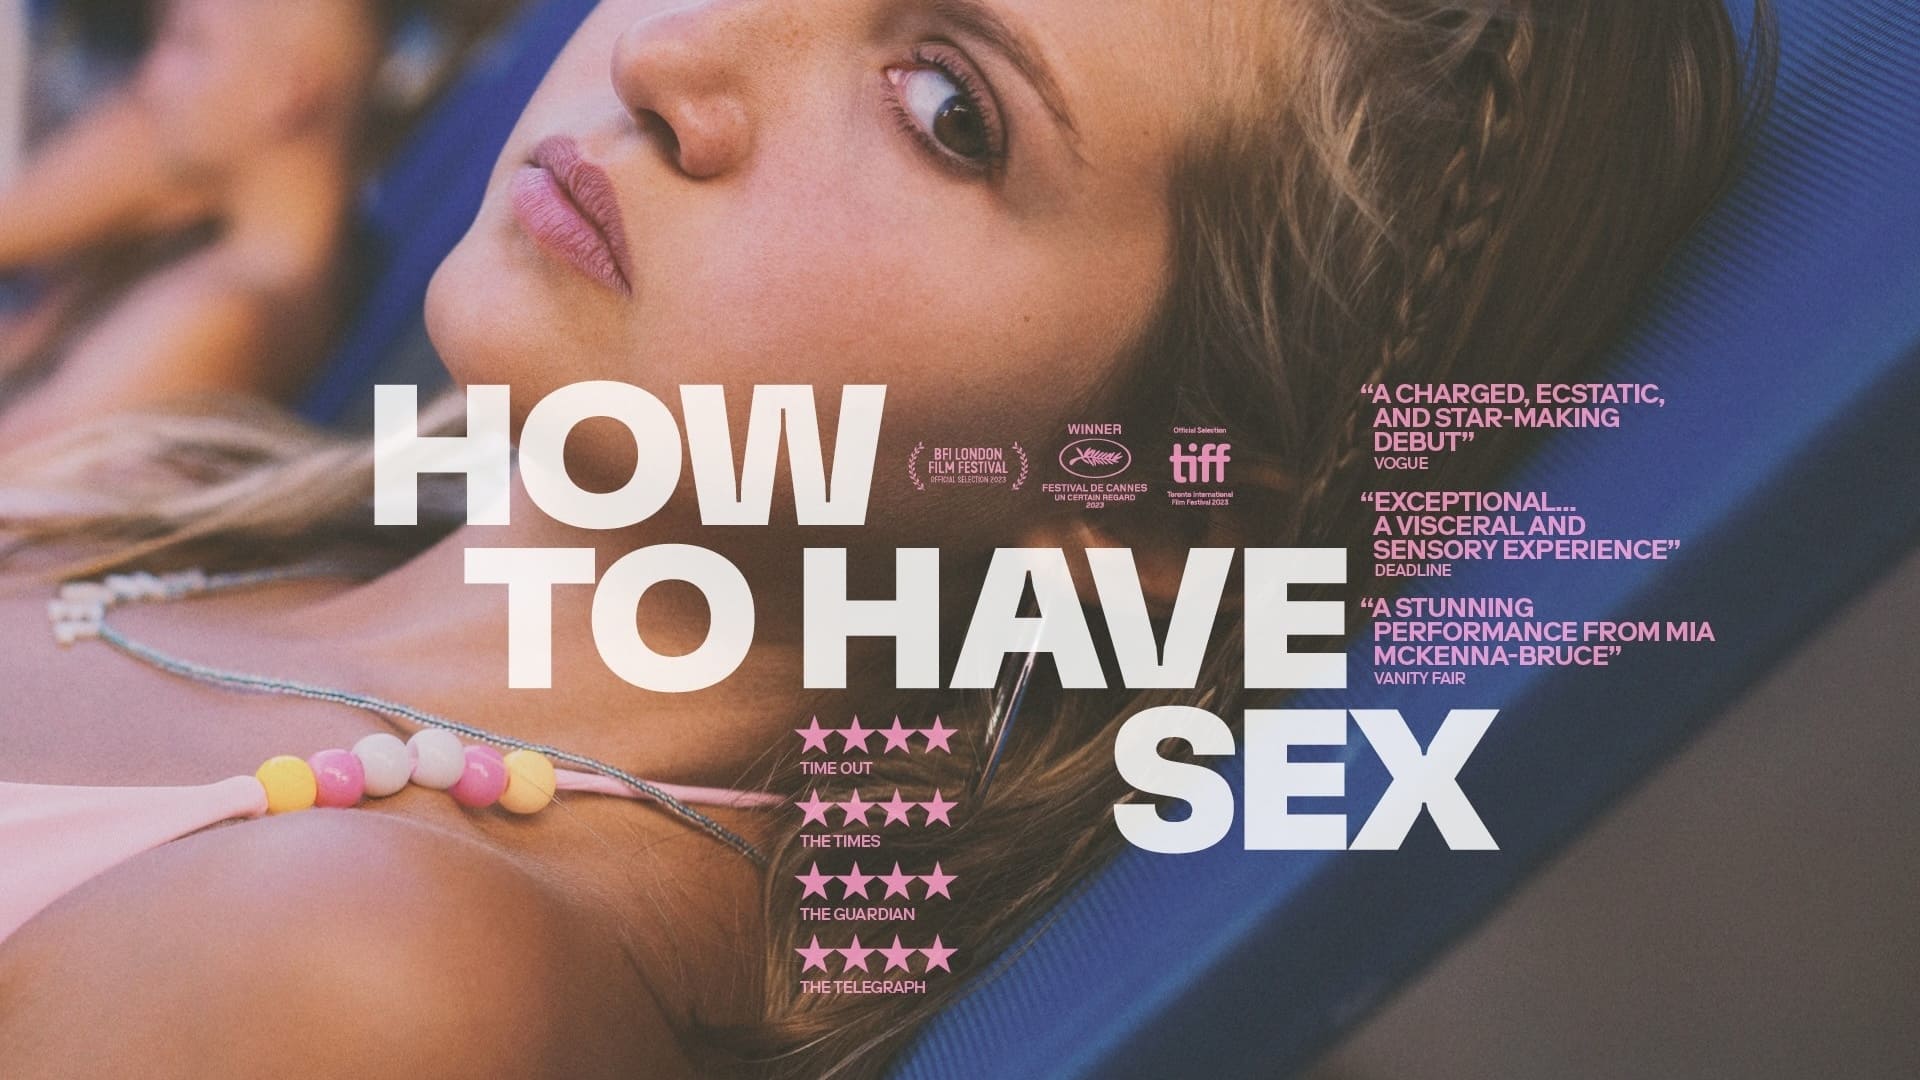 HOW
TO HAVE
SEX
BFI LONDON
FILM FESTIVAL
OFFICIAL SELECTION 2023
WINNER
FESTIVAL DE CANNES
UN CERTAIN REGARD
2023
Official Selection
tiff
Toronto International
Film Festival 2023
“A CHARGED, ECSTATIC,
AND STAR-MAKING
DEBUT”
VOGUE
“EXCEPTIONAL...
A VISCERAL AND
SENSORY EXPERIENCE”
DEADLINE
“A STUNNING
PERFORMANCE FROM MIA
MCKENNA-BRUCE”
VANITY FAIR
★★★★
TIME OUT
★★★★
THE TIMES
★★★★
THE GUARDIAN
★★★★
THE TELEGRAPH